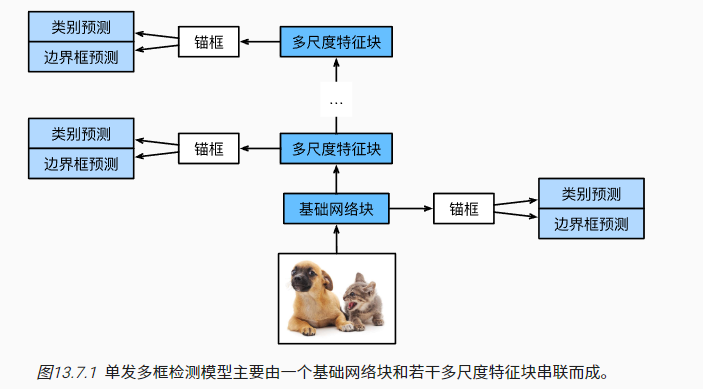 类别预测
边界框预测
锚框
多尺度特征块
...
类别预测
边界框预测
锚框
多尺度特征块
基础网络块
锚框
类别预测
边界框预测
图13.7.1 单发多框检测模型主要由一个基础网络块和若干多尺度特征块串联而成。